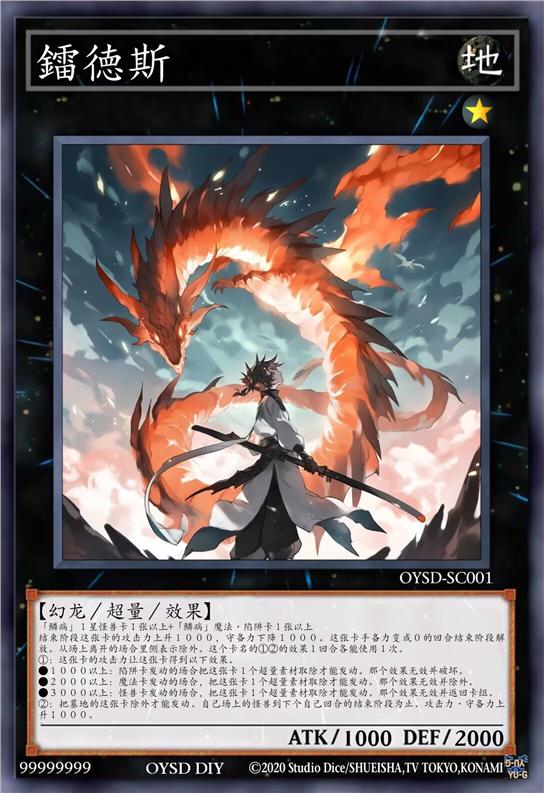 鐳徳斯
地
OYSD-SC001
【幻龙／超量／效果】
「鳞病」1星怪兽卡1张以上+「鳞病」魔法·陷阱卡1张以上
结束阶段这张卡的攻击力上升1000，守备力下降1000。这张卡手备力变成0的回合结束阶段解
放。从场上离开的场合里侧表示除外。这个卡名的①②的效果1回合各能使用1次。
①：这张卡的攻击力让这张卡得到以下效果。
●1000以上：陷阱卡发动的场合把这张卡1个超量素材取除才能发动。那个效果无效并破坏。
●2000以上：魔法卡发动的场合，把这张卡1个超量素材取除才能发动。那个效果无效并除外。
●3000以上：怪兽卡发动的场合，把这张卡1个超量素材取除才能发动。那个效果无效并返回卡组。
②：把墓地的这张卡除外才能发动。自己场上的怪兽到下个自己回合的结束阶段为止，攻击力·守备力上
升1000。
ATK/1000 DEF/2000
99999999
OYSD DIY
©2020 Studio Dice/SHUEISHA,TV TOKYO,KONAMI